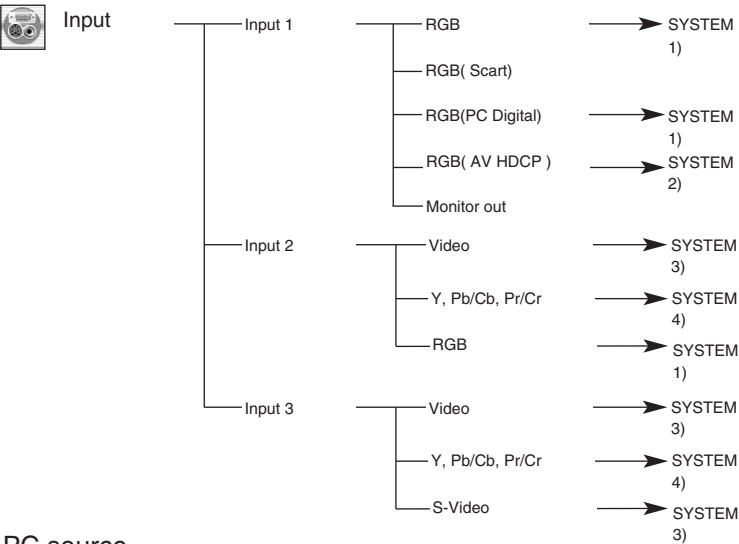 Input
Input 1
RGB
SYSTEM
1)
RGB( Scart)
RGB(PC Digital)
SYSTEM
1)
RGB( AV HDCP )
SYSTEM
2)
Monitor out
Input 2
Video
SYSTEM
3)
Y, Pb/Cb, Pr/Cr
SYSTEM
4)
RGB
SYSTEM
1)
Input 3
Video
SYSTEM
3)
Y, Pb/Cb, Pr/Cr
SYSTEM
4)
S-Video
SYSTEM
3)
PC source